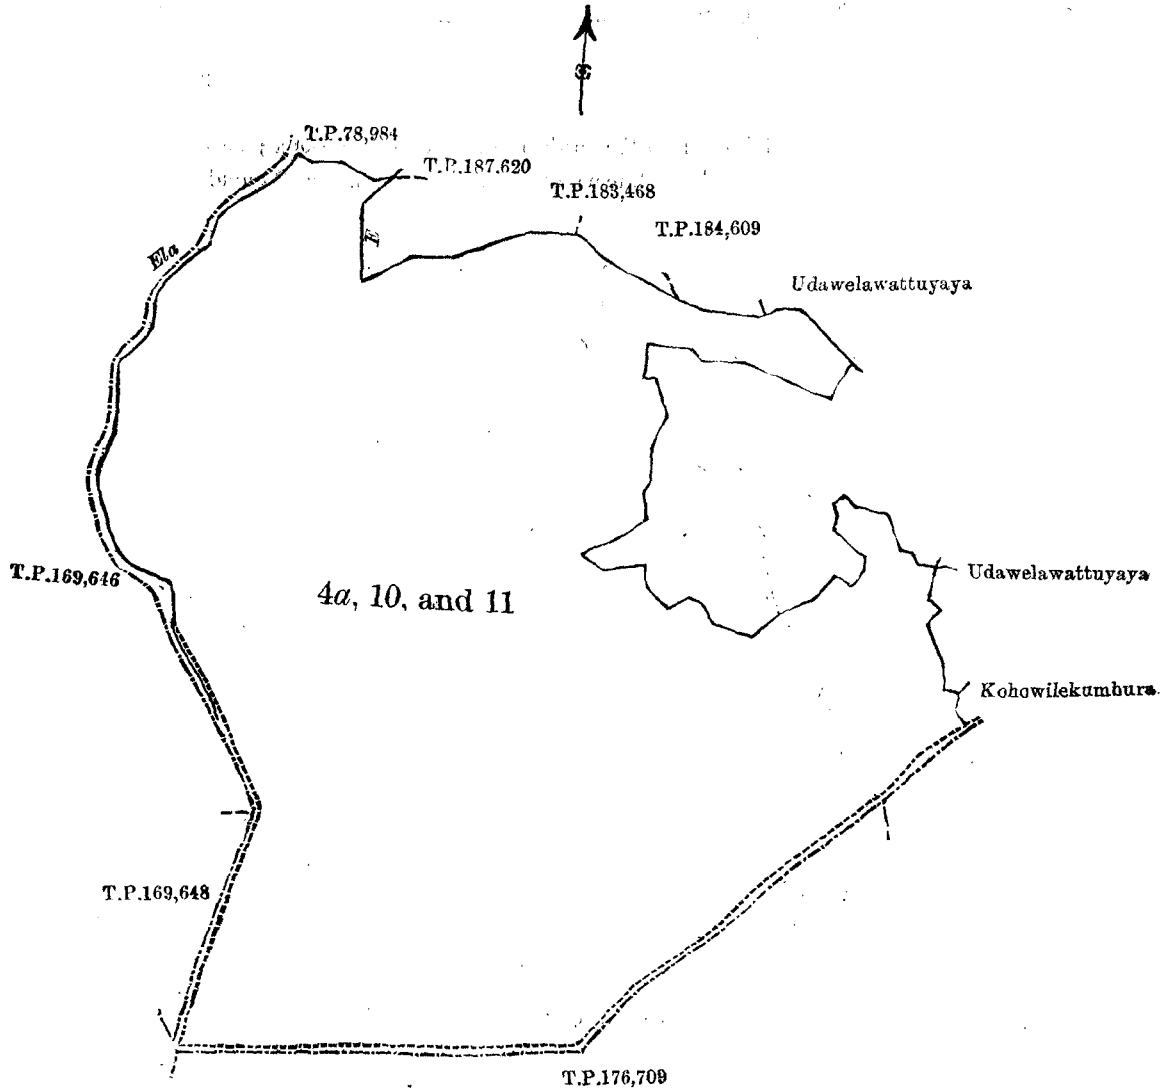 T.P.78,984
T.P.187,620
T.P.183,468
T.P.184,609
Ela
E
Udawelawattuyaya
T.P.169,646
4a, 10, and 11
Udawelawattuyaya
Kohowilekumbura
T.P.169,648
T.P.176,709